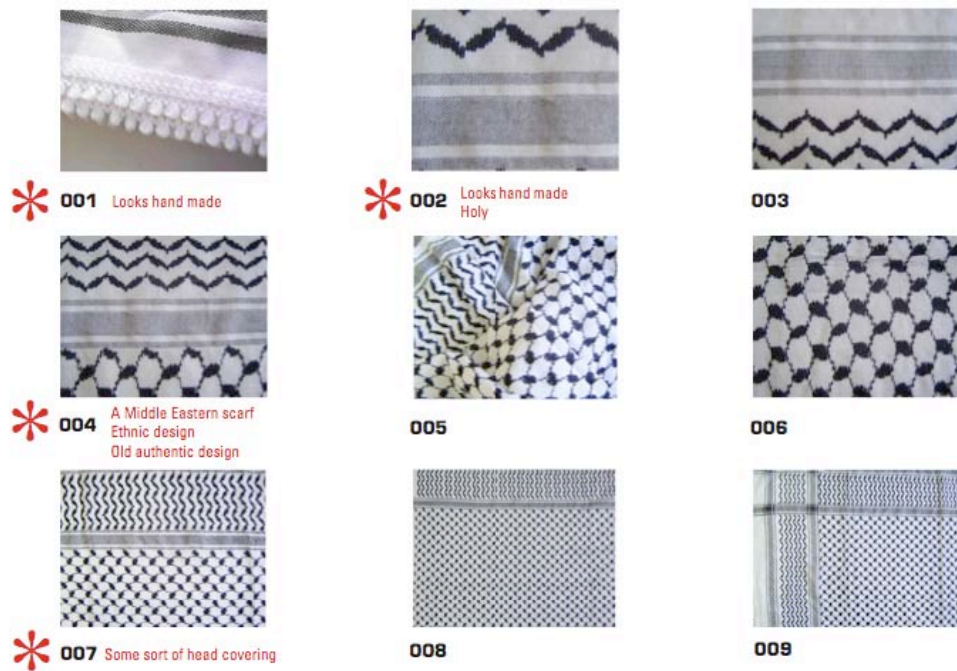 001 Looks hand made
002 Looks hand made
Holy
003
004 A Middle Eastern scarf
Ethnic design
Old authentic design
005
006
007 Some sort of head covering
008
009